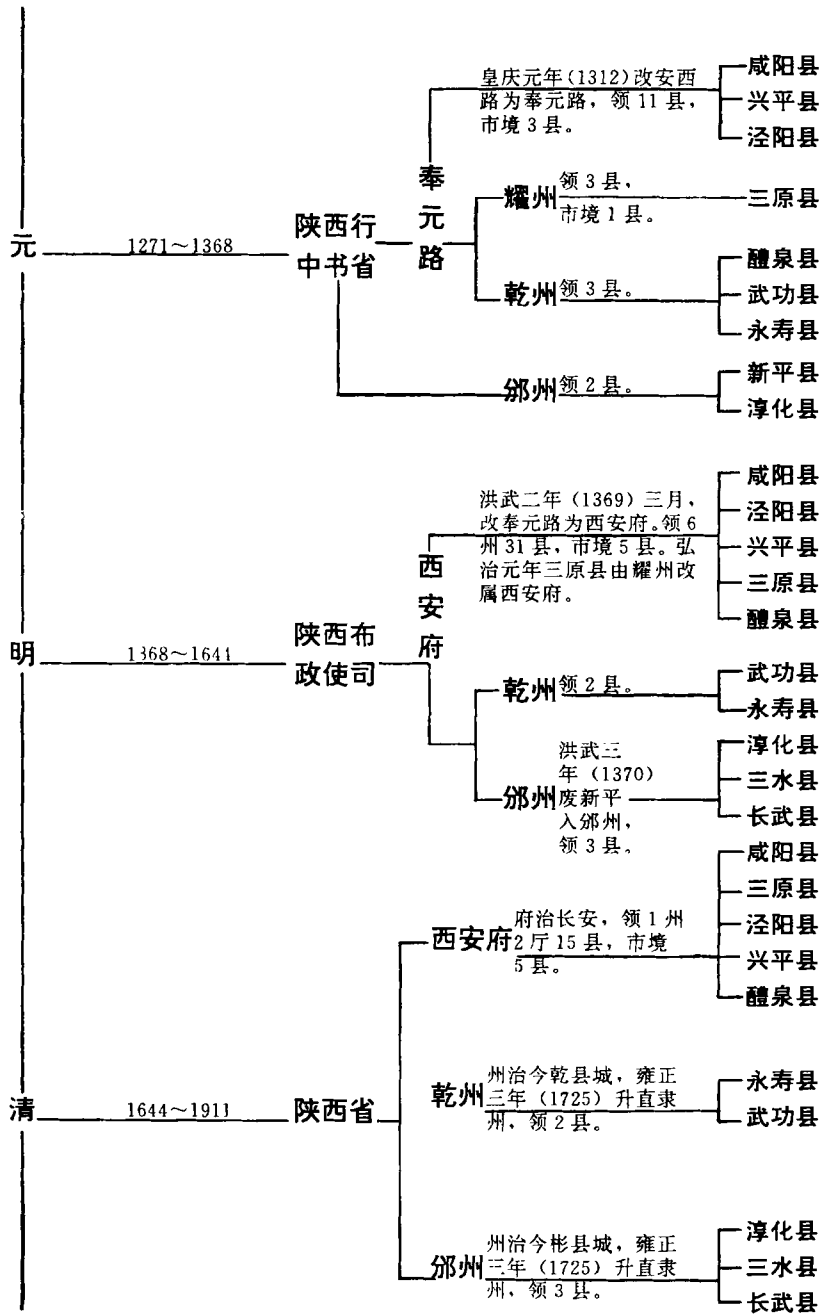 元
1271～1368
陕西行
中书省
奉元路
皇庆元年(1312)改安西
路为奉元路，领11县，
市境3县。
咸阳县
兴平县
泾阳县
耀州
领3县，
市境1县。
三原县
乾州
领3县。
醴泉县
武功县
永寿县
邠州
领2县。
新平县
淳化县
明
1368～1644
陕西布
政使司
西安府
洪武二年（1369）三月，
改奉元路为西安府。领6
州31县，市境5县。弘
治元年三原县由耀州改
属西安府。
咸阳县
泾阳县
兴平县
三原县
醴泉县
乾州
领2县。
武功县
永寿县
邠州
洪武三
年（1370）
废新平
入邠州，
领3县。
淳化县
三水县
长武县
清
1644～1911
陕西省
西安府
府治长安，领1州
2厅15县，市境
5县。
咸阳县
三原县
泾阳县
兴平县
醴泉县
乾州
州治今乾县城，雍正
三年（1725）升直隶
州，领2县。
永寿县
武功县
邠州
州治今彬县城，雍正
三年（1725）升直隶
州，领3县。
淳化县
三水县
长武县